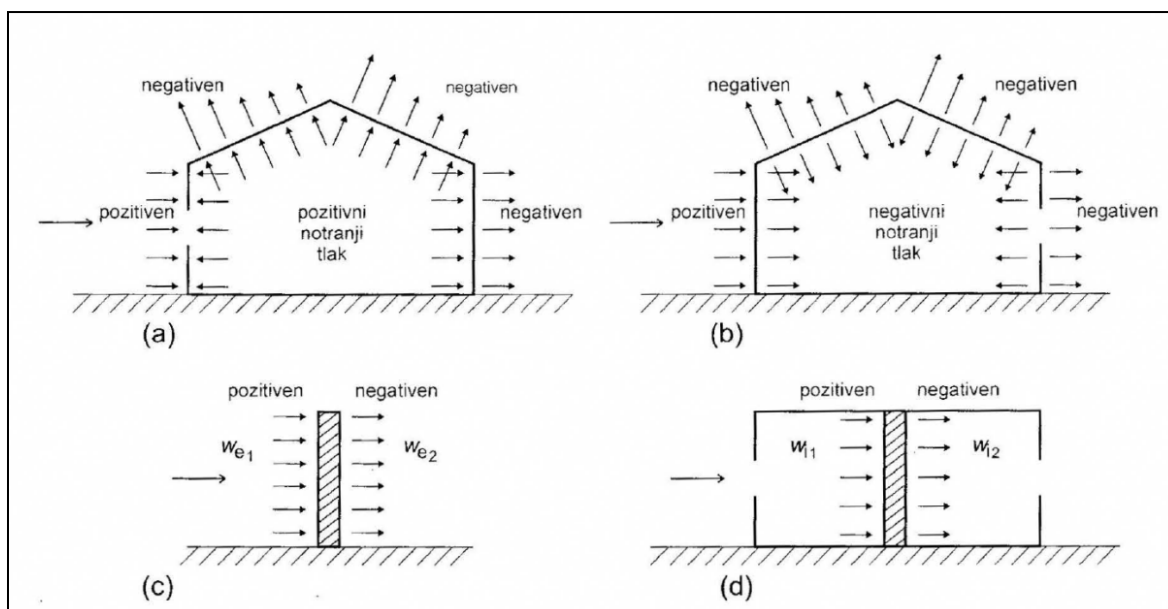 negativen
negativen
pozitiven
pozitivni
notranji
tlak
negativen
(a)
negativen
negativen
pozitiven
negativni
notranji
tlak
negativen
(b)
pozitiven
negativen
we1
we2
(c)
pozitiven
negativen
wi1
wi2
(d)